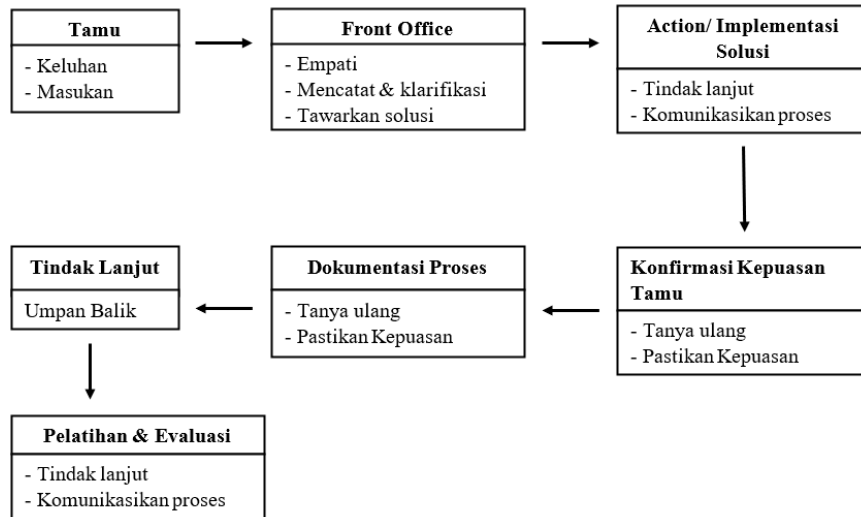 Tamu
- Keluhan
- Masukan
Front Office
- Empati
- Mencatat & klarifikasi
- Tawarkan solusi
Action/ Implementasi
Solusi
- Tindak lanjut
- Komunikasikan proses
Konfirmasi Kepuasan
Tamu
- Tanya ulang
- Pastikan Kepuasan
Dokumentasi Proses
- Tanya ulang
- Pastikan Kepuasan
Tindak Lanjut
Umpan Balik
Pelatihan & Evaluasi
- Tindak lanjut
- Komunikasikan proses